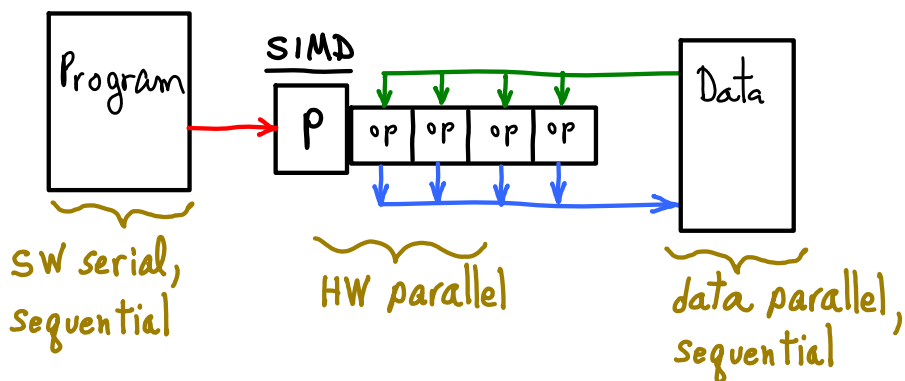 Program
SIMD
P
op op op op
Data
SW serial,
sequential
HW parallel
data parallel,
sequential